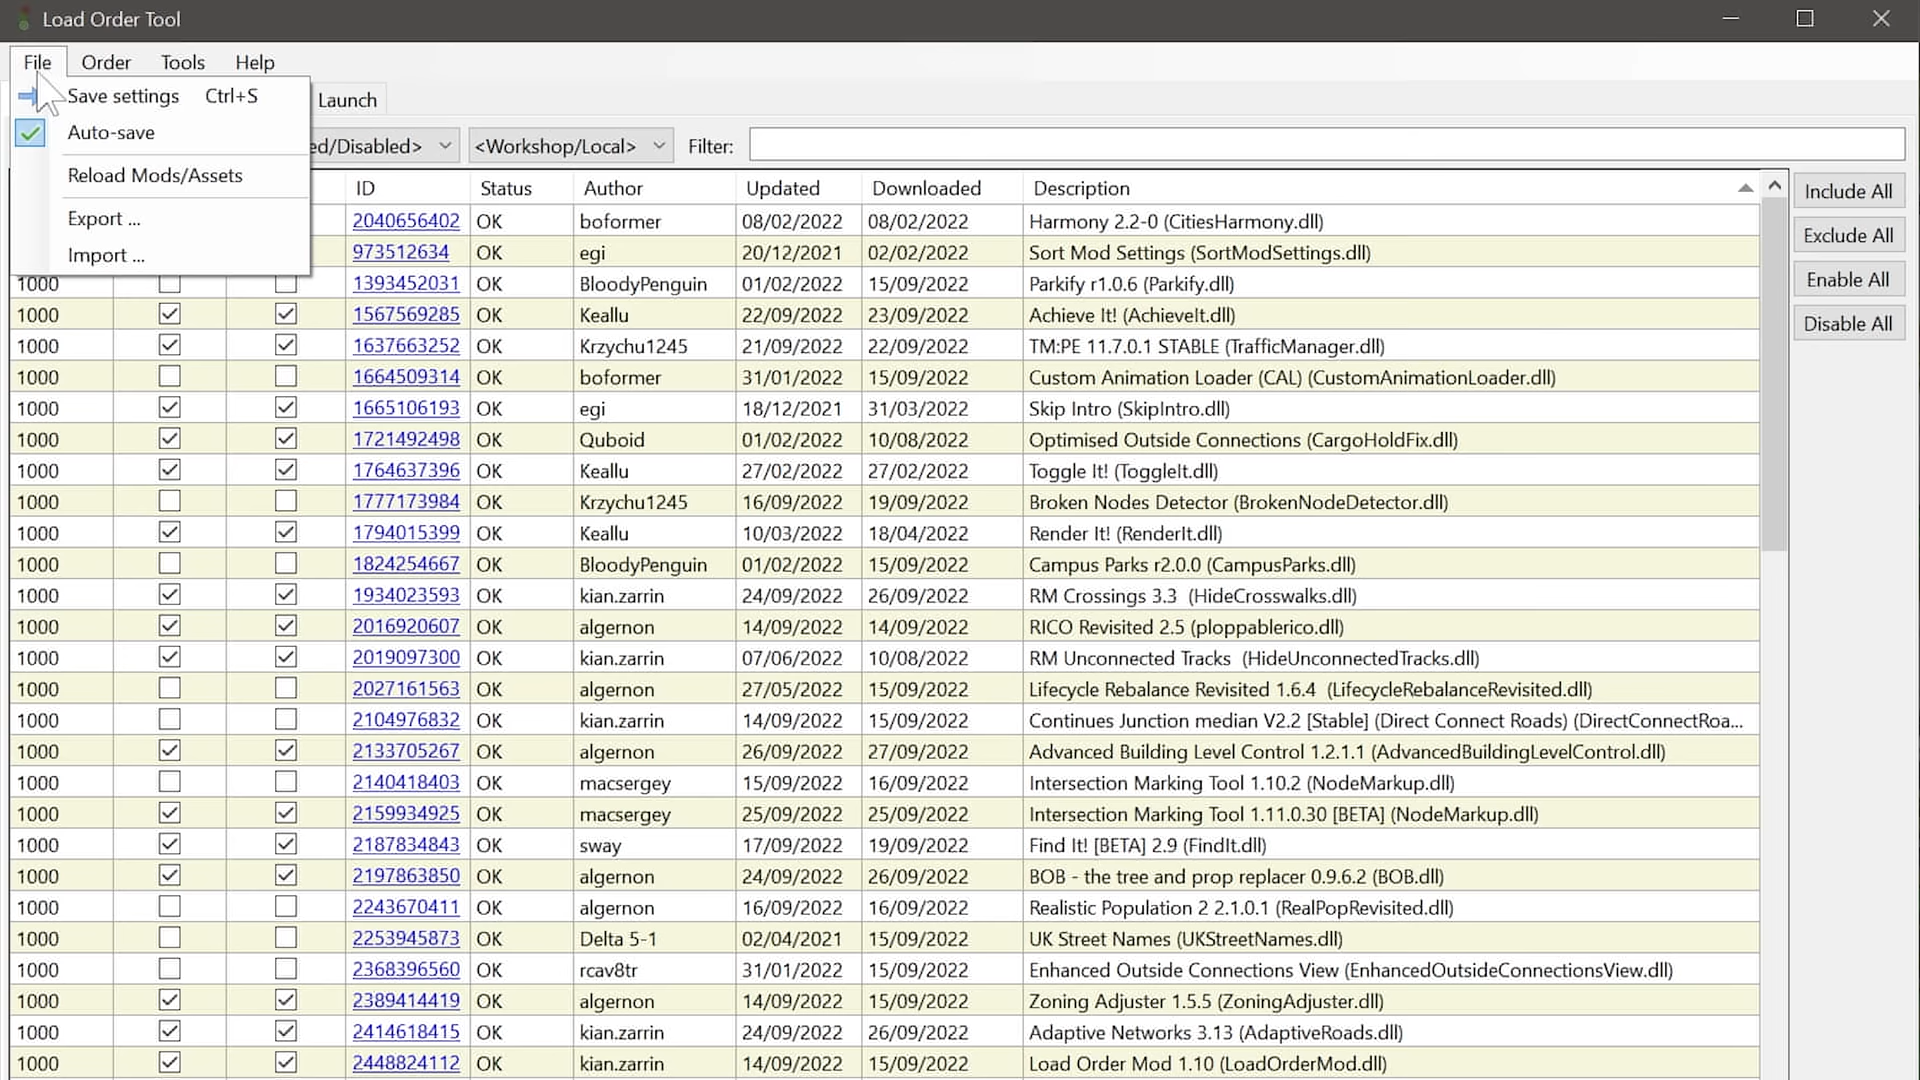 Load Order Tool
File Order Tools Help
Save settings Ctrl+S
Launch
Auto-save
ed/Disabled> <Workshop/Local> Filter:
Reload Mods/Assets
Export ...
Import ...
ID Status Author Updated Downloaded Description
Include All
Exclude All
Enable All
Disable All
2040656402 OK boformer 08/02/2022 08/02/2022 Harmony 2.2-0 (CitiesHarmony.dll)
973512634 OK egi 20/12/2021 02/02/2022 Sort Mod Settings (SortModSettings.dll)
1000 1393452031 OK BloodyPenguin 01/02/2022 15/09/2022 Parkify r1.0.6 (Parkify.dll)
1000 1567569285 OK Keallu 22/09/2022 23/09/2022 Achieve It! (AchieveIt.dll)
1000 1637663252 OK Krzychu1245 21/09/2022 22/09/2022 TM:PE 11.7.0.1 STABLE (TrafficManager.dll)
1000 1664509314 OK boformer 31/01/2022 15/09/2022 Custom Animation Loader (CAL) (CustomAnimationLoader.dll)
1000 1665106193 OK egi 18/12/2021 31/03/2022 Skip Intro (SkipIntro.dll)
1000 1721492498 OK Quboid 01/02/2022 10/08/2022 Optimised Outside Connections (CargoHoldFix.dll)
1000 1764637396 OK Keallu 27/02/2022 27/02/2022 Toggle It! (ToggleIt.dll)
1000 1777173984 OK Krzychu1245 16/09/2022 19/09/2022 Broken Nodes Detector (BrokenNodeDetector.dll)
1000 1794015399 OK Keallu 10/03/2022 18/04/2022 Render It! (RenderIt.dll)
1000 1824254667 OK BloodyPenguin 01/02/2022 15/09/2022 Campus Parks r2.0.0 (CampusParks.dll)
1000 1934023593 OK kian.zarrin 24/09/2022 26/09/2022 RM Crossings 3.3 (HideCrosswalks.dll)
1000 2016920607 OK algernon 14/09/2022 14/09/2022 RICO Revisited 2.5 (ploppablerico.dll)
1000 2019097300 OK kian.zarrin 07/06/2022 10/08/2022 RM Unconnected Tracks (HideUnconnectedTracks.dll)
1000 2027161563 OK algernon 27/05/2022 15/09/2022 Lifecycle Rebalance Revisited 1.6.4 (LifecycleRebalanceRevisited.dll)
1000 2104976832 OK kian.zarrin 14/09/2022 15/09/2022 Continues Junction median V2.2 [Stable] (Direct Connect Roads) (DirectConnectRoa...
1000 2133705267 OK algernon 26/09/2022 27/09/2022 Advanced Building Level Control 1.2.1.1 (AdvancedBuildingLevelControl.dll)
1000 2140418403 OK macsergey 15/09/2022 16/09/2022 Intersection Marking Tool 1.10.2 (NodeMarkup.dll)
1000 2159934925 OK macsergey 25/09/2022 25/09/2022 Intersection Marking Tool 1.11.0.30 [BETA] (NodeMarkup.dll)
1000 2187834843 OK sway 17/09/2022 19/09/2022 Find It! [BETA] 2.9 (FindIt.dll)
1000 2197863850 OK algernon 24/09/2022 26/09/2022 BOB - the tree and prop replacer 0.9.6.2 (BOB.dll)
1000 2243670411 OK algernon 16/09/2022 16/09/2022 Realistic Population 2 2.1.0.1 (RealPopRevisited.dll)
1000 2253945873 OK Delta 5-1 02/04/2021 15/09/2022 UK Street Names (UKStreetNames.dll)
1000 2368396560 OK rcav8tr 31/01/2022 15/09/2022 Enhanced Outside Connections View (EnhancedOutsideConnectionsView.dll)
1000 2389414419 OK algernon 14/09/2022 15/09/2022 Zoning Adjuster 1.5.5 (ZoningAdjuster.dll)
1000 2414618415 OK kian.zarrin 24/09/2022 26/09/2022 Adaptive Networks 3.13 (AdaptiveRoads.dll)
1000 2448824112 OK kian.zarrin 14/09/2022 15/09/2022 Load Order Mod 1.10 (LoadOrderMod.dll)